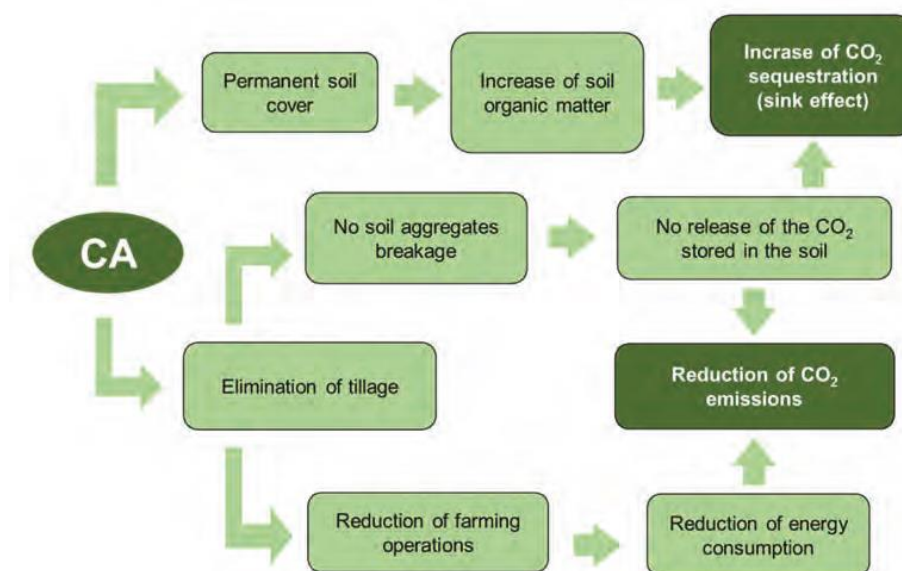 Permanent soil
cover
Increase of soil
organic matter
Incrase of CO₂
sequestration
(sink effect)
CA
No soil aggregates
breakage
No release of the CO₂
stored in the soil
Elimination of tillage
Reduction of CO₂
emissions
Reduction of farming
operations
Reduction of energy
consumption